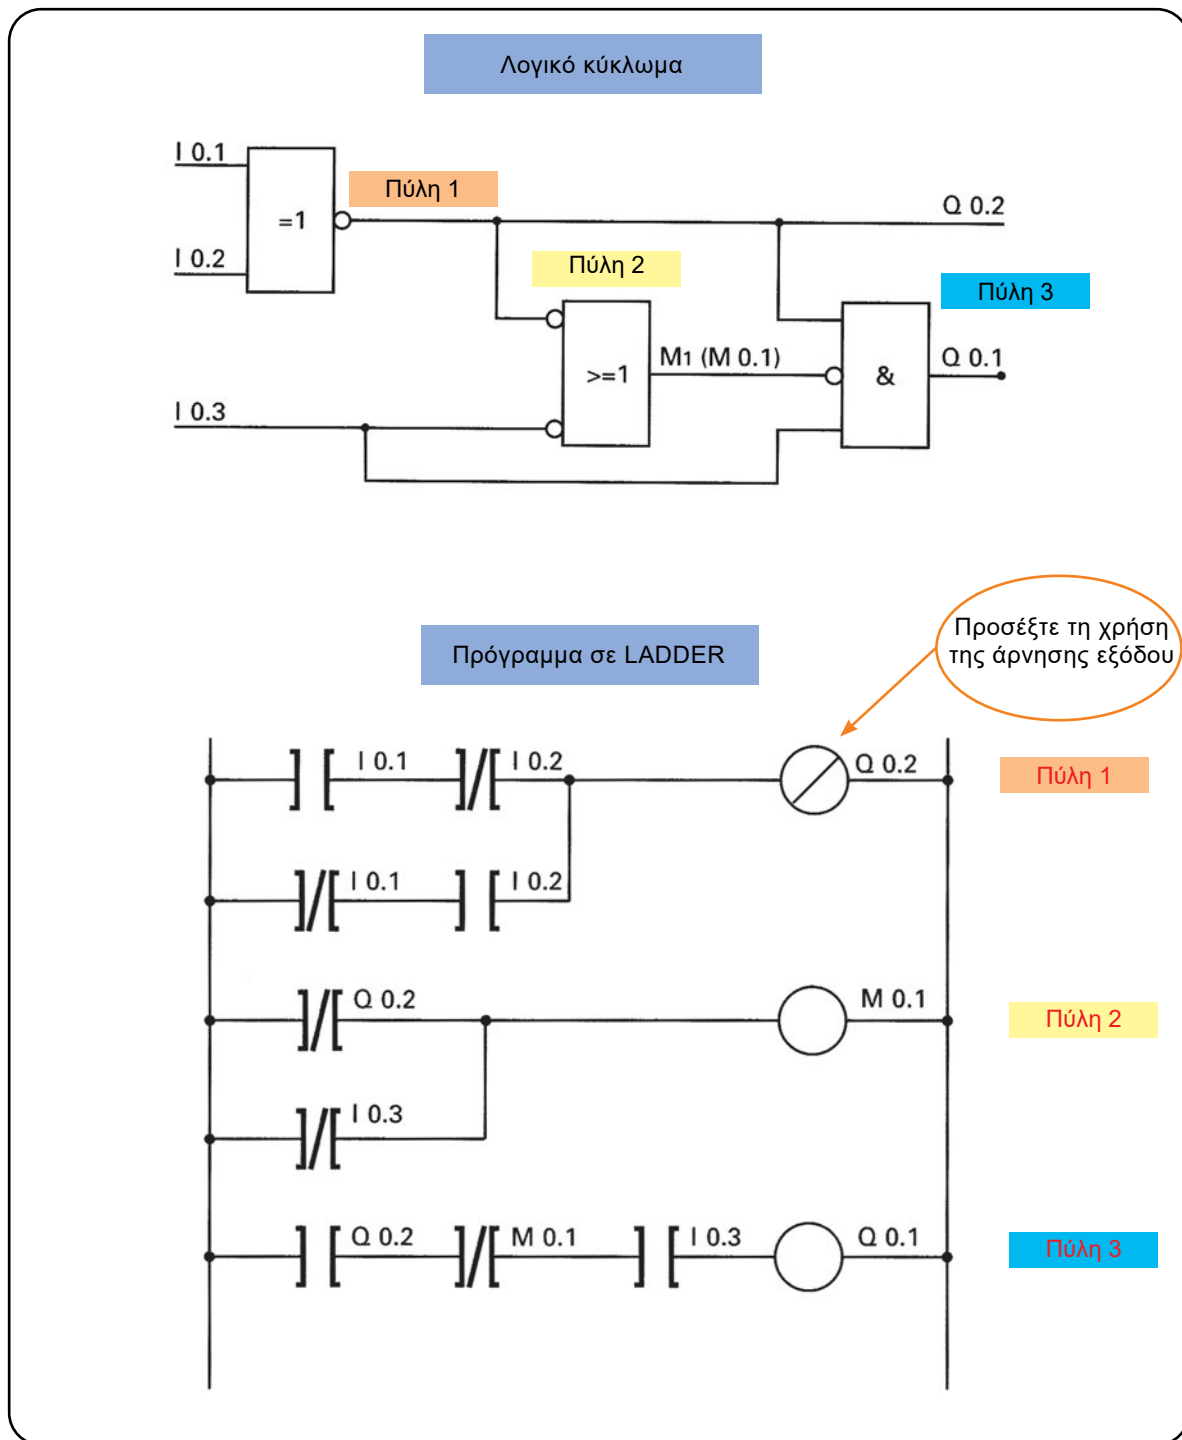 Λογικό κύκλωμα
I 0.1
Πύλη 1
=1
Q 0.2
I 0.2
Πύλη 2
Πύλη 3
M1 (M 0.1)
Q 0.1
>=1
&
I 0.3
Προσέξτε τη χρήση
της άρνησης εξόδου
Πρόγραμμα σε LADDER
I 0.1
I 0.2
Q 0.2
Πύλη 1
I 0.1
I 0.2
Q 0.2
M 0.1
Πύλη 2
I 0.3
Q 0.2
M 0.1
I 0.3
Q 0.1
Πύλη 3